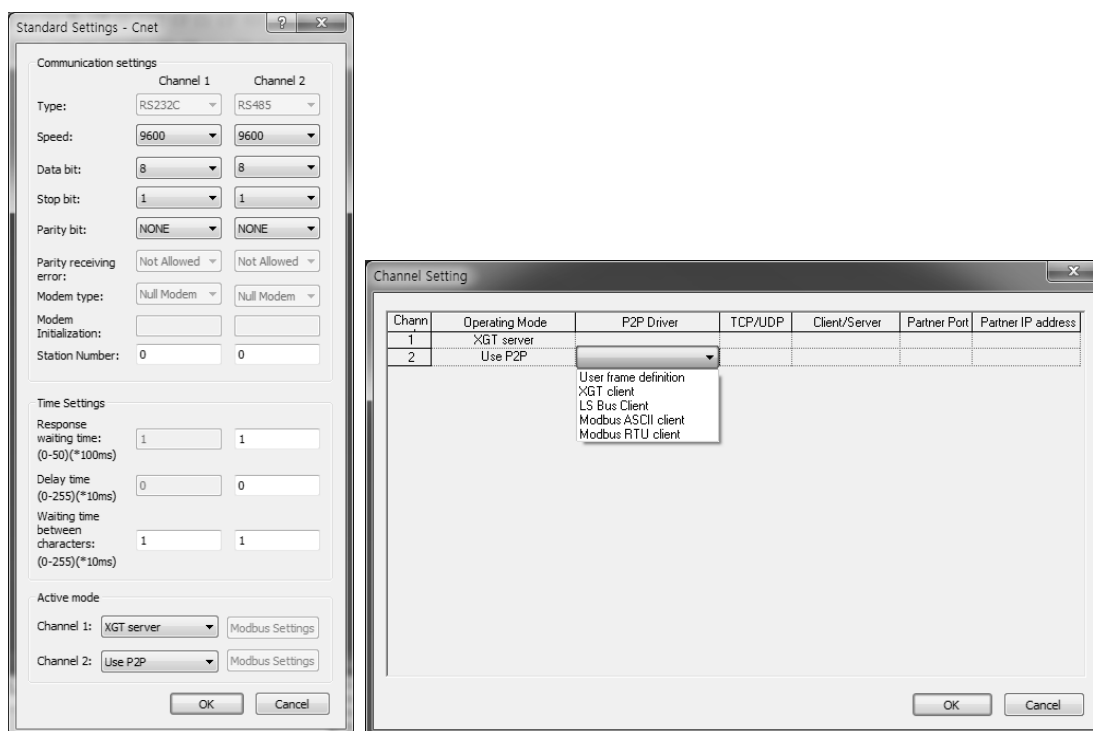 Standard Settings - Cnet
Communication settings
Channel 1 Channel 2
Type: RS232C RS485
Speed: 9600 9600
Data bit: 8 8
Stop bit: 1 1
Parity bit: NONE NONE
Parity receiving error: Not Allowed Not Allowed
Modem type: Null Modem Null Modem
Modem Initialization:
Station Number: 0 0
Time Settings
Response
waiting time: 1 1
(0-50)(*100ms)
Delay time 0 0
(0-255)(*10ms)
Waiting time
between
characters: 1 1
(0-255)(*10ms)
Active mode
Channel 1: XGT server Modbus Settings
Channel 2: Use P2P Modbus Settings
OK Cancel
Channel Setting
Chann Operating Mode P2P Driver TCP/UDP Client/Server Partner Port Partner IP address
1 XGT server
2 Use P2P
User frame definition
XGT client
LS Bus Client
Modbus ASCII client
Modbus RTU client
OK Cancel